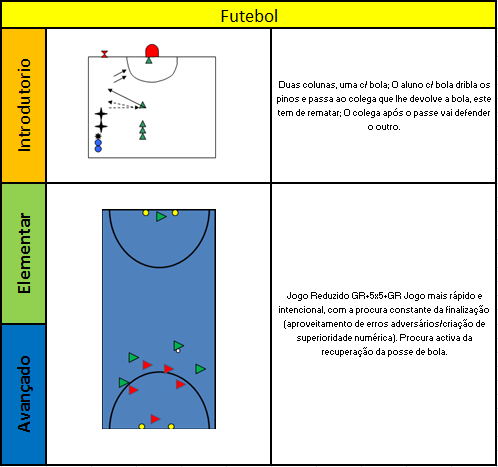 Futebol
Introdutorio
Duas colunas, uma c/ bola; O aluno c/ bola dribla os
pinos e passa ao colega que lhe devolve a bola, este
tem de rematar; O colega após o passe vai defender
o outro.
Elementar
Avançado
Jogo Reduzido GR+5x5+GR Jogo mais rápido e
intencional, com a procura constante da finalização
(aproveitamento de erros adversários/criação de
superioridade numérica). Procura activa da
recuperação da posse de bola.